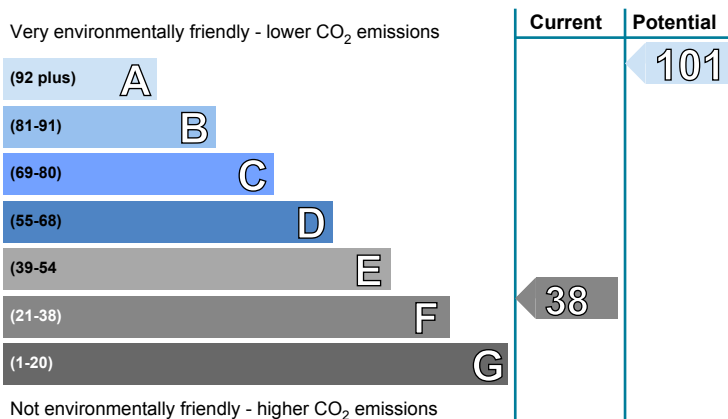 Current Potential
Very environmentally friendly - lower CO2 emissions
101
(92 plus) A
(81-91) B
(69-80) C
(55-68) D
(39-54 E
38
(21-38) F
(1-20) G
Not environmentally friendly - higher CO2 emissions